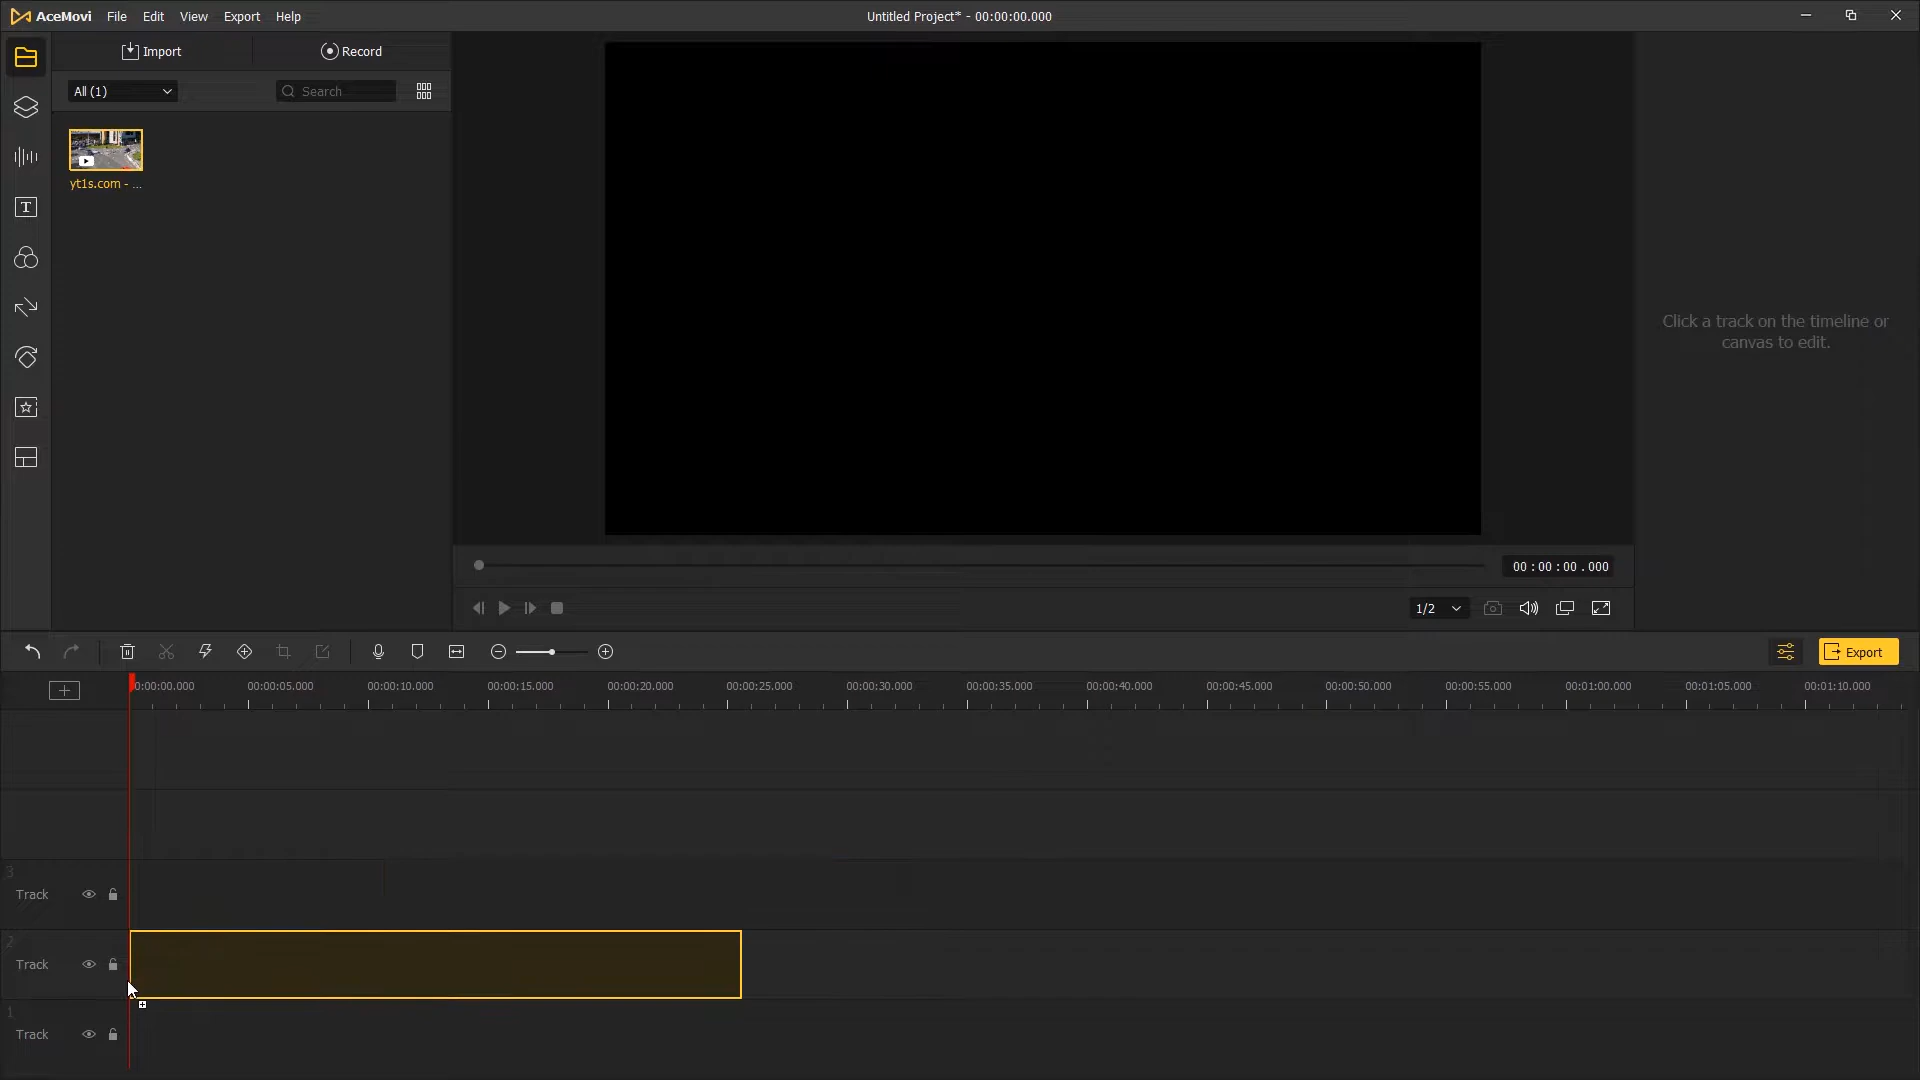 AceMovi File Edit View Export Help
Untitled Project* - 00:00:00.000
Import Record
All (1) Search
yt1s.com - ...
Click a track on the timeline or
canvas to edit.
00 : 00 : 00 . 000
1/2
Export
0:00:00.000 00:00:05.000 00:00:10.000 00:00:15.000 00:00:20.000 00:00:25.000 00:00:30.000 00:00:35.000 00:00:40.000 00:00:45.000 00:00:50.000 00:00:55.000 00:01:00.000 00:01:05.000 00:01:10.000
3
Track
2
Track
1
Track